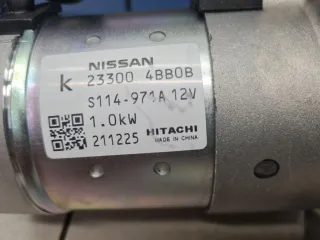 NISSAN
K 23300 4BB0B
S114-971A 12V
1.0kW
211225 HITACHI
MADE IN CHINA